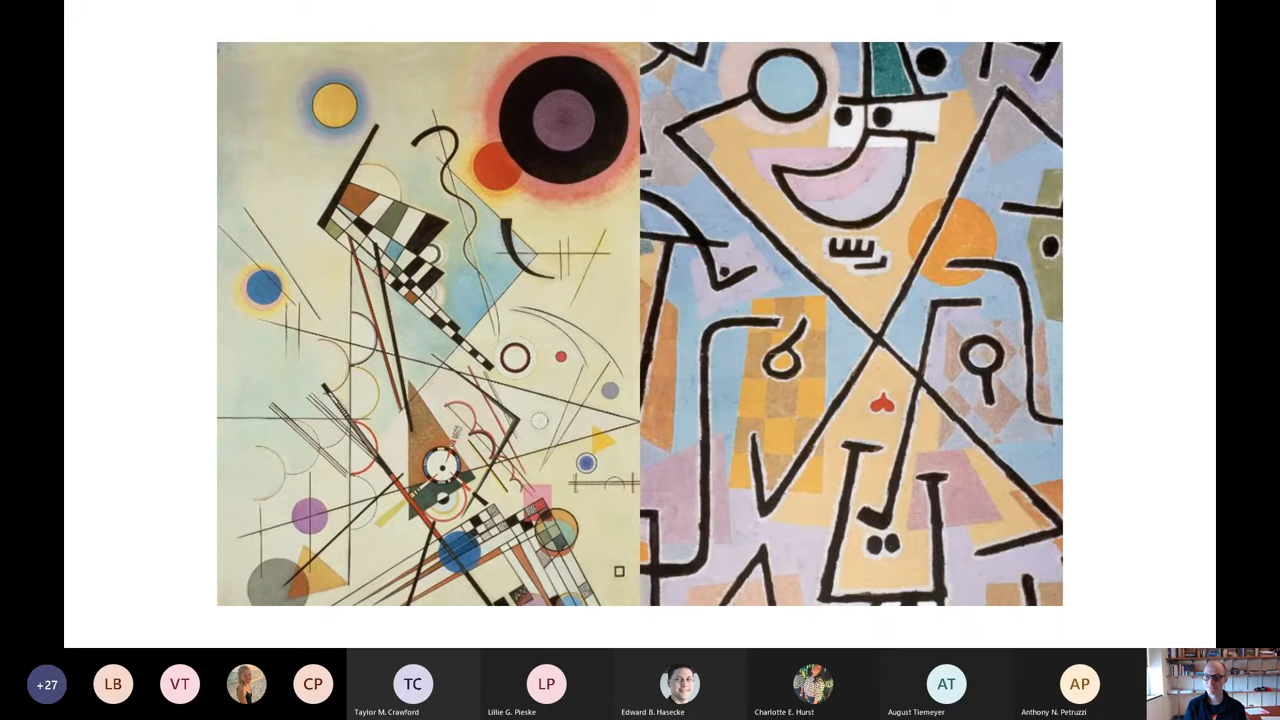 +27
LB
VT
CP
TC
LP
AT
AP
Taylor M. Crawford
Lillie G. Pieske
Edward B. Hasecke
Charlotte E. Hurst
August Tiemeyer
Anthony N. Petruzzi